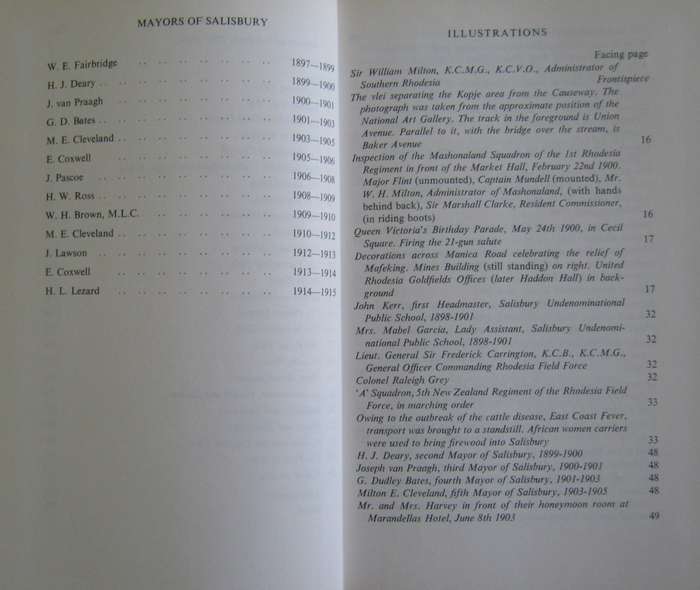 MAYORS OF SALISBURY
W. E. Fairbridge .. .. .. .. .. .. 1897—1899
H. J. Deary .. .. .. .. .. .. .. 1899—1900
J. van Praagh .. .. .. .. .. .. 1900—1901
G. D. Bates .. .. .. .. .. .. .. 1901—1903
M. E. Cleveland .. .. .. .. .. .. 1903—1905
E. Coxwell .. .. .. .. .. .. 1905—1906
J. Pascoe .. .. .. .. .. .. 1906—1908
H. W. Ross .. .. .. .. .. .. .. 1908—1909
W. H. Brown, M.L.C. .. .. .. .. .. 1909—1910
M. E. Cleveland .. .. .. .. .. .. 1910—1912
J. Lawson .. .. .. .. .. .. .. 1912—1913
E. Coxwell .. .. .. .. .. .. 1913—1914
H. L. Lezard .. .. .. .. .. .. 1914—1915
ILLUSTRATIONS
Facing page
Sir William Milton, K.C.M.G., K.C.V.O., Administrator of
Southern Rhodesia Frontispiece
The vlei separating the Kopje area from the Causeway. The
photograph was taken from the approximate position of the
National Art Gallery. The track in the foreground is Union
Avenue. Parallel to it, with the bridge over the stream, is
Baker Avenue 16
Inspection of the Mashonaland Squadron of the 1st Rhodesia
Regiment in front of the Market Hall, February 22nd 1900.
Major Flint (unmounted), Captain Mundell (mounted), Mr.
W. H. Milton, Administrator of Mashonaland, (with hands
behind back), Sir Marshall Clarke, Resident Commissioner,
(in riding boots) 16
Queen Victoria's Birthday Parade, May 24th 1900, in Cecil
Square. Firing the 21-gun salute 17
Decorations across Manica Road celebrating the relief of
Mafeking. Mines Building (still standing) on right. United
Rhodesia Goldfields Offices (later Haddon Hall) in back-
ground 17
John Kerr, first Headmaster, Salisbury Undenominational
Public School, 1898-1901 32
Mrs. Mabel Garcia, Lady Assistant, Salisbury Undenomi-
national Public School, 1898-1901 32
Lieut. General Sir Frederick Carrington, K.C.B., K.C.M.G.,
General Officer Commanding Rhodesia Field Force 32
Colonel Raleigh Grey 32
'A' Squadron, 5th New Zealand Regiment of the Rhodesia Field
Force, in marching order 33
Owing to the outbreak of the cattle disease, East Coast Fever,
transport was brought to a standstill. African women carriers
were used to bring firewood into Salisbury 33
H. J. Deary, second Mayor of Salisbury, 1899-1900 48
Joseph van Praagh, third Mayor of Salisbury, 1900-1901 48
G. Dudley Bates, fourth Mayor of Salisbury, 1901-1903 48
Milton E. Cleveland, fifth Mayor of Salisbury, 1903-1905 48
Mr. and Mrs. Harvey in front of their honeymoon room at
Marandellas Hotel, June 8th 1903 49